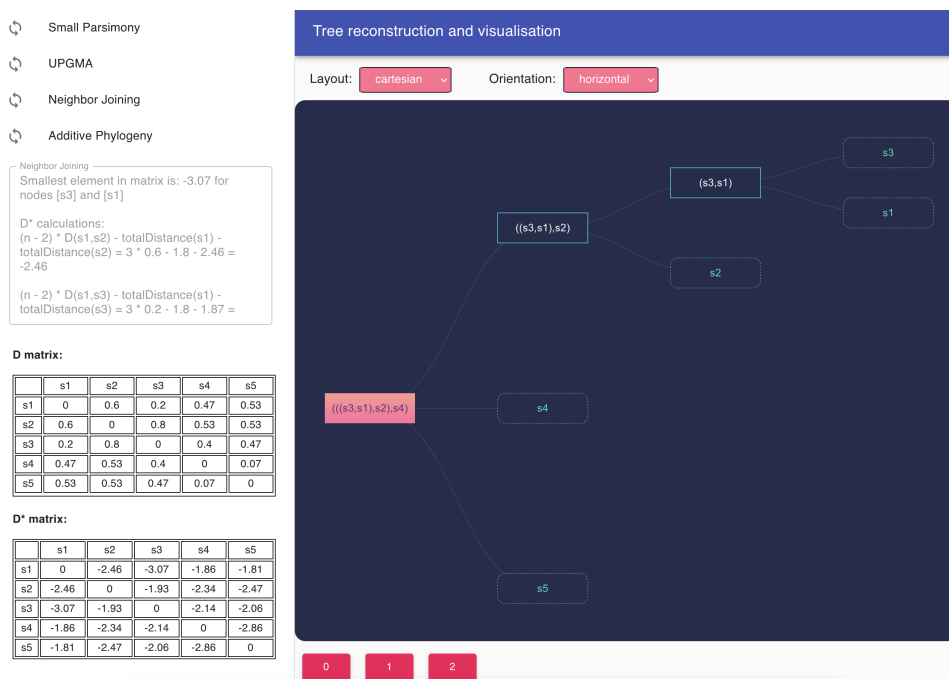 Small Parsimony
UPGMA
Neighbor Joining
Additive Phylogeny
Neighbor Joining
Smallest element in matrix is: -3.07 for
nodes [s3] and [s1]
D* calculations:
(n - 2) * D(s1,s2) - totalDistance(s1) -
totalDistance(s2) = 3 * 0.6 - 1.8 - 2.46 =
-2.46
(n - 2) * D(s1,s3) - totalDistance(s1) -
totalDistance(s3) = 3 * 0.2 - 1.8 - 1.87 =
D matrix:
s1 s2 s3 s4 s5
s1 0 0.6 0.2 0.47 0.53
s2 0.6 0 0.8 0.53 0.53
s3 0.2 0.8 0 0.4 0.47
s4 0.47 0.53 0.4 0 0.07
s5 0.53 0.53 0.47 0.07 0
D* matrix:
s1 s2 s3 s4 s5
s1 0 -2.46 -3.07 -1.86 -1.81
s2 -2.46 0 -1.93 -2.34 -2.47
s3 -3.07 -1.93 0 -2.14 -2.06
s4 -1.86 -2.34 -2.14 0 -2.86
s5 -1.81 -2.47 -2.06 -2.86 0
Tree reconstruction and visualisation
Layout: cartesian Orientation: horizontal
s3
(s3,s1)
s1
((s3,s1),s2)
s2
(((s3,s1),s2),s4)
s4
s5
0 1 2